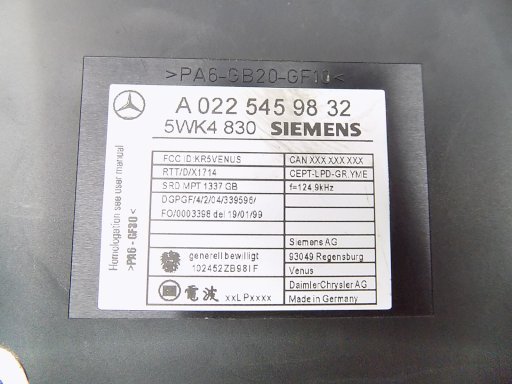 >PA6-GB20-GF10<
A 022 545 98 32
5WK4 830 SIEMENS
Homologation see user manual
>PA6 - GF30<
FCC ID:KR5VENUS
CAN XXX XXX XXX
RTT/D/X1714
CEPT-LPD-GR,YME
SRD MPT 1337 GB
f=124.9kHz
DGPGF/4/2/04/339596/
FO/0003398 del 19/01/99
Siemens AG
generell bewilligt
93049 Regensburg
102452ZB98IF
Venus
DaimlerChrysler AG
電波 xxLPxxxx
Made in Germany